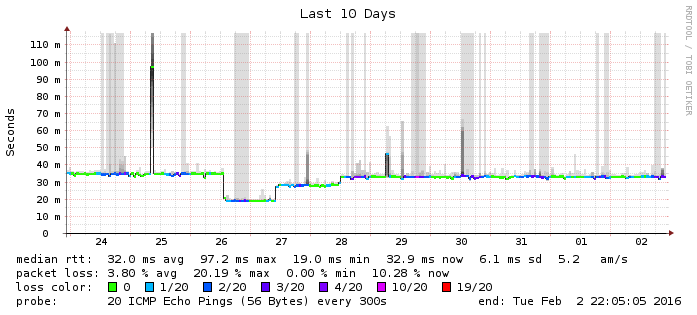 Last 10 Days
RRDTOOL / TOBI OETIKER
Seconds
110 m
100 m
90 m
80 m
70 m
60 m
50 m
40 m
30 m
20 m
10 m
0
24 25 26 27 28 29 30 31 01 02
median rtt: 32.0 ms avg 97.2 ms max 19.0 ms min 32.9 ms now 6.1 ms sd 5.2 am/s
packet loss: 3.80 % avg 20.19 % max 0.00 % min 10.28 % now
loss color: 0 1/20 2/20 3/20 4/20 10/20 19/20
probe: 20 ICMP Echo Pings (56 Bytes) every 300s end: Tue Feb 2 22:05:05 2016